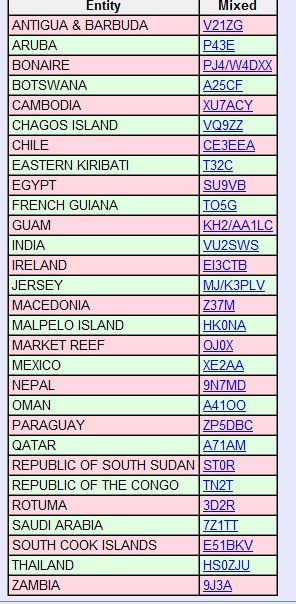 Entity Mixed
ANTIGUA & BARBUDA V21ZG
ARUBA P43E
BONAIRE PJ4/W4DXX
BOTSWANA A25CF
CAMBODIA XU7ACY
CHAGOS ISLAND VQ9ZZ
CHILE CE3EEA
EASTERN KIRIBATI T32C
EGYPT SU9VB
FRENCH GUIANA TO5G
GUAM KH2/AA1LC
INDIA VU2SWS
IRELAND EI3CTB
JERSEY MJ/K3PLV
MACEDONIA Z37M
MALPELO ISLAND HK0NA
MARKET REEF OJ0X
MEXICO XE2AA
NEPAL 9N7MD
OMAN A41OO
PARAGUAY ZP5DBC
QATAR A71AM
REPUBLIC OF SOUTH SUDAN ST0R
REPUBLIC OF THE CONGO TN2T
ROTUMA 3D2R
SAUDI ARABIA 7Z1TT
SOUTH COOK ISLANDS E51BKV
THAILAND HS0ZJU
ZAMBIA 9J3A